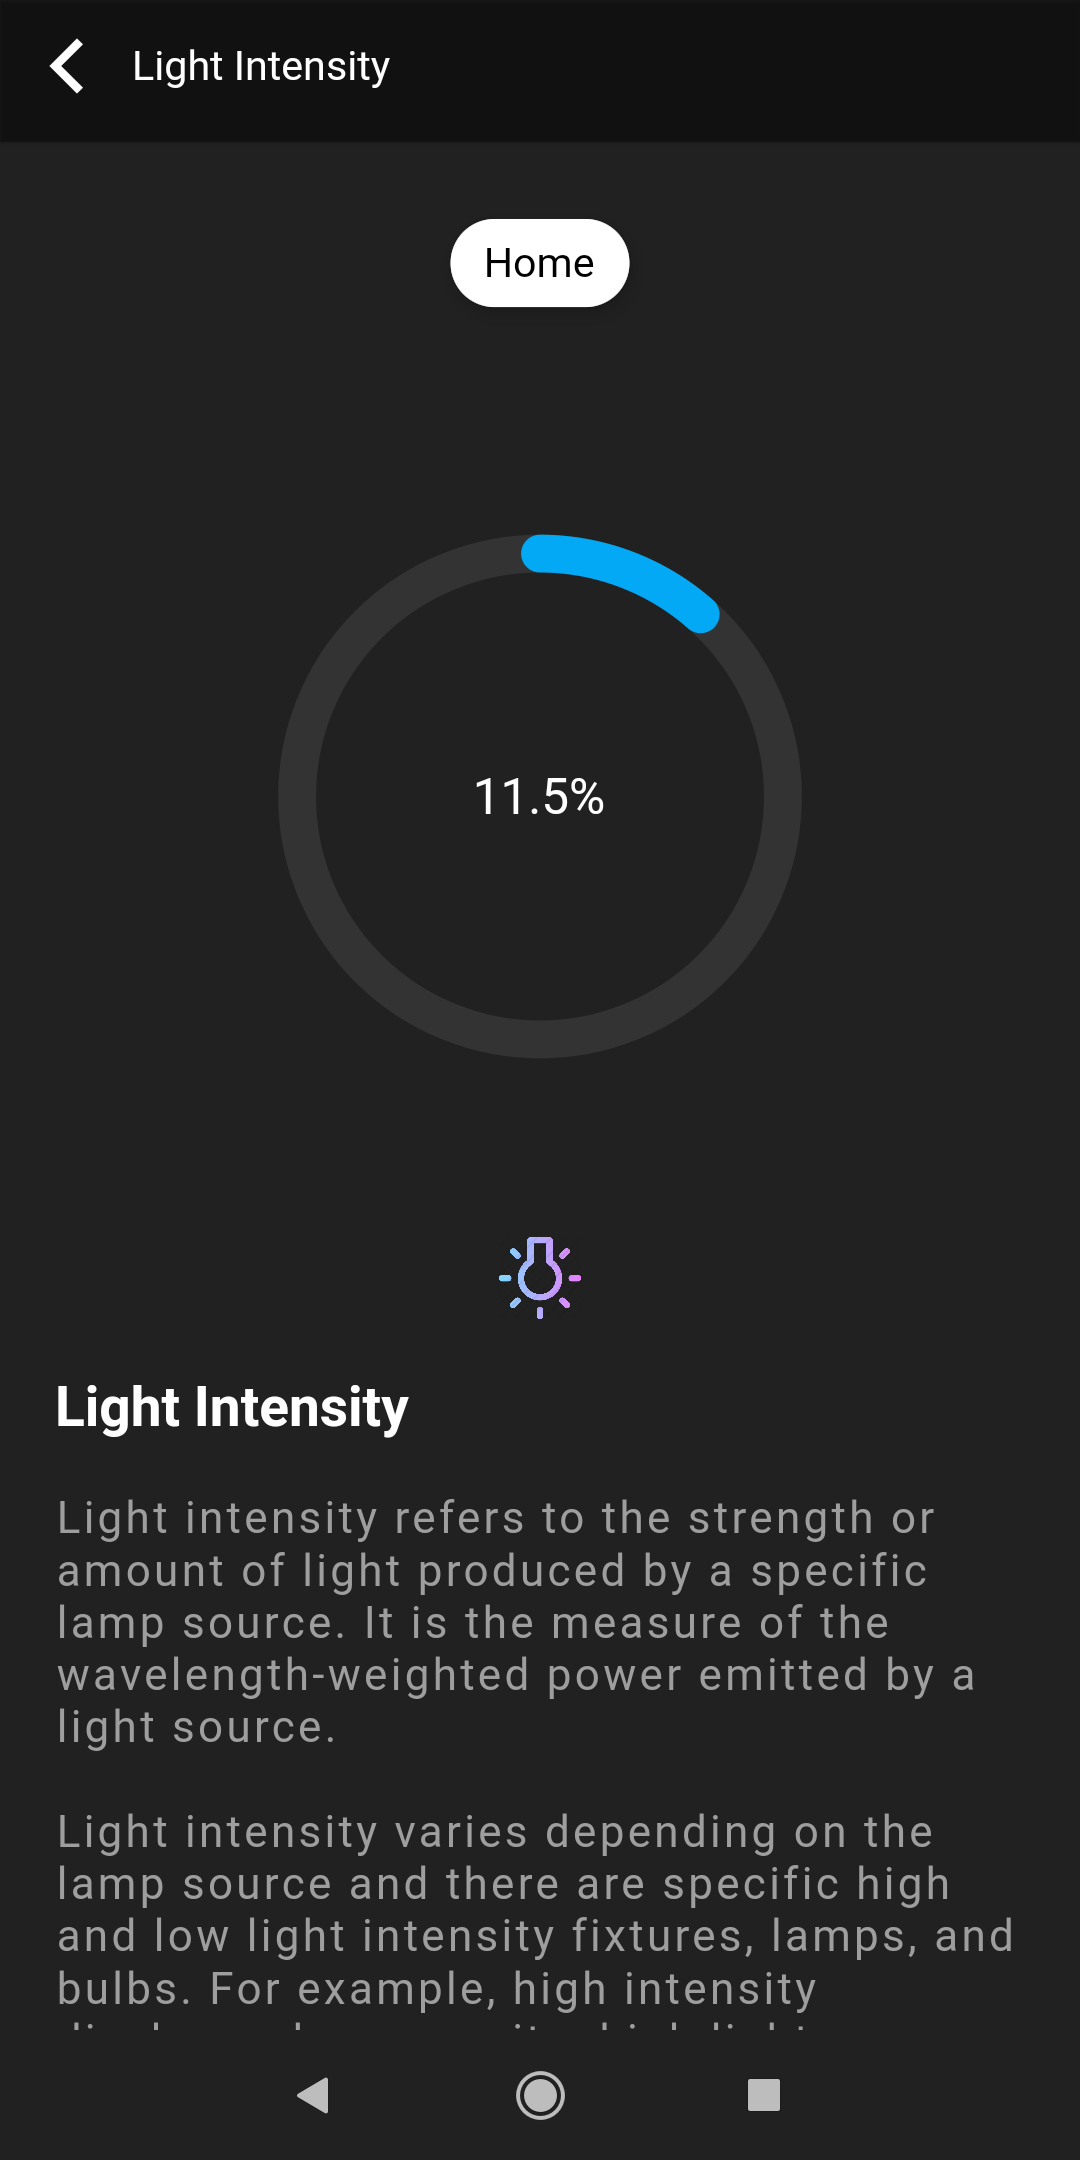 Light Intensity
Home
11.5%
Light Intensity
Light intensity refers to the strength or
amount of light produced by a specific
lamp source. It is the measure of the
wavelength-weighted power emitted by a
light source.
Light intensity varies depending on the
lamp source and there are specific high
and low light intensity fixtures, lamps, and
bulbs. For example, high intensity